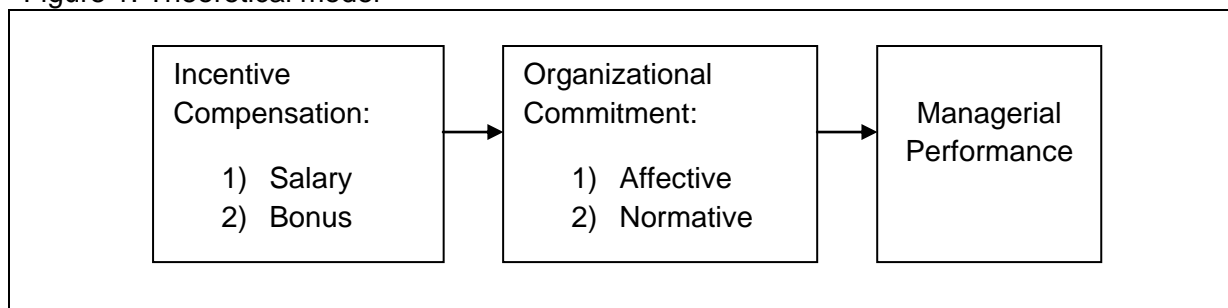 Figure 1: Theoretical model
Incentive
Compensation:
1) Salary
2) Bonus
Organizational
Commitment:
1) Affective
2) Normative
Managerial
Performance